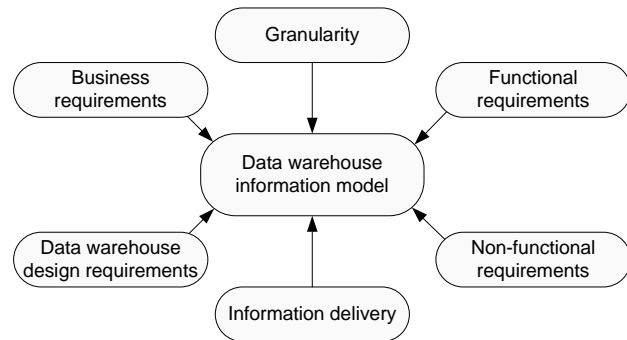 Granularity
Business
requirements
Functional
requirements
Data warehouse
information model
Data warehouse
design requirements
Non-functional
requirements
Information delivery